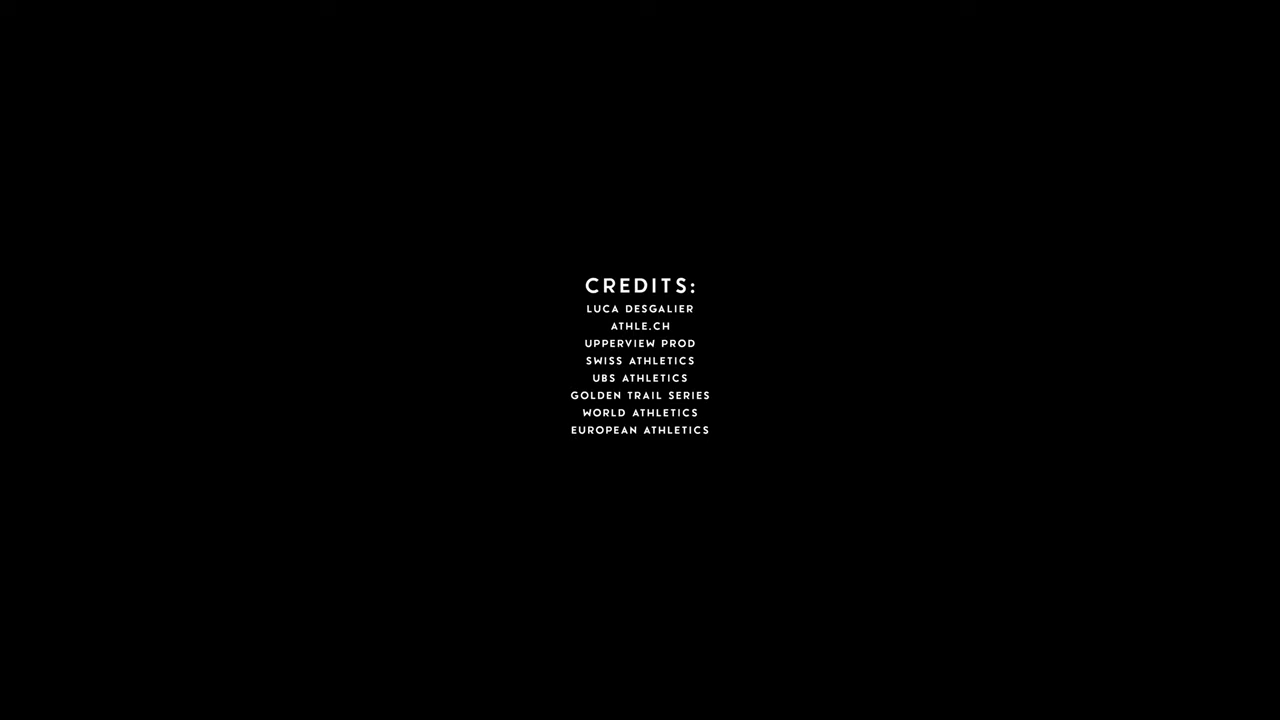 CREDITS:
LUCA DESGALIER
ATHLE.CH
UPPERVIEW PROD
SWISS ATHLETICS
UBS ATHLETICS
GOLDEN TRAIL SERIES
WORLD ATHLETICS
EUROPEAN ATHLETICS